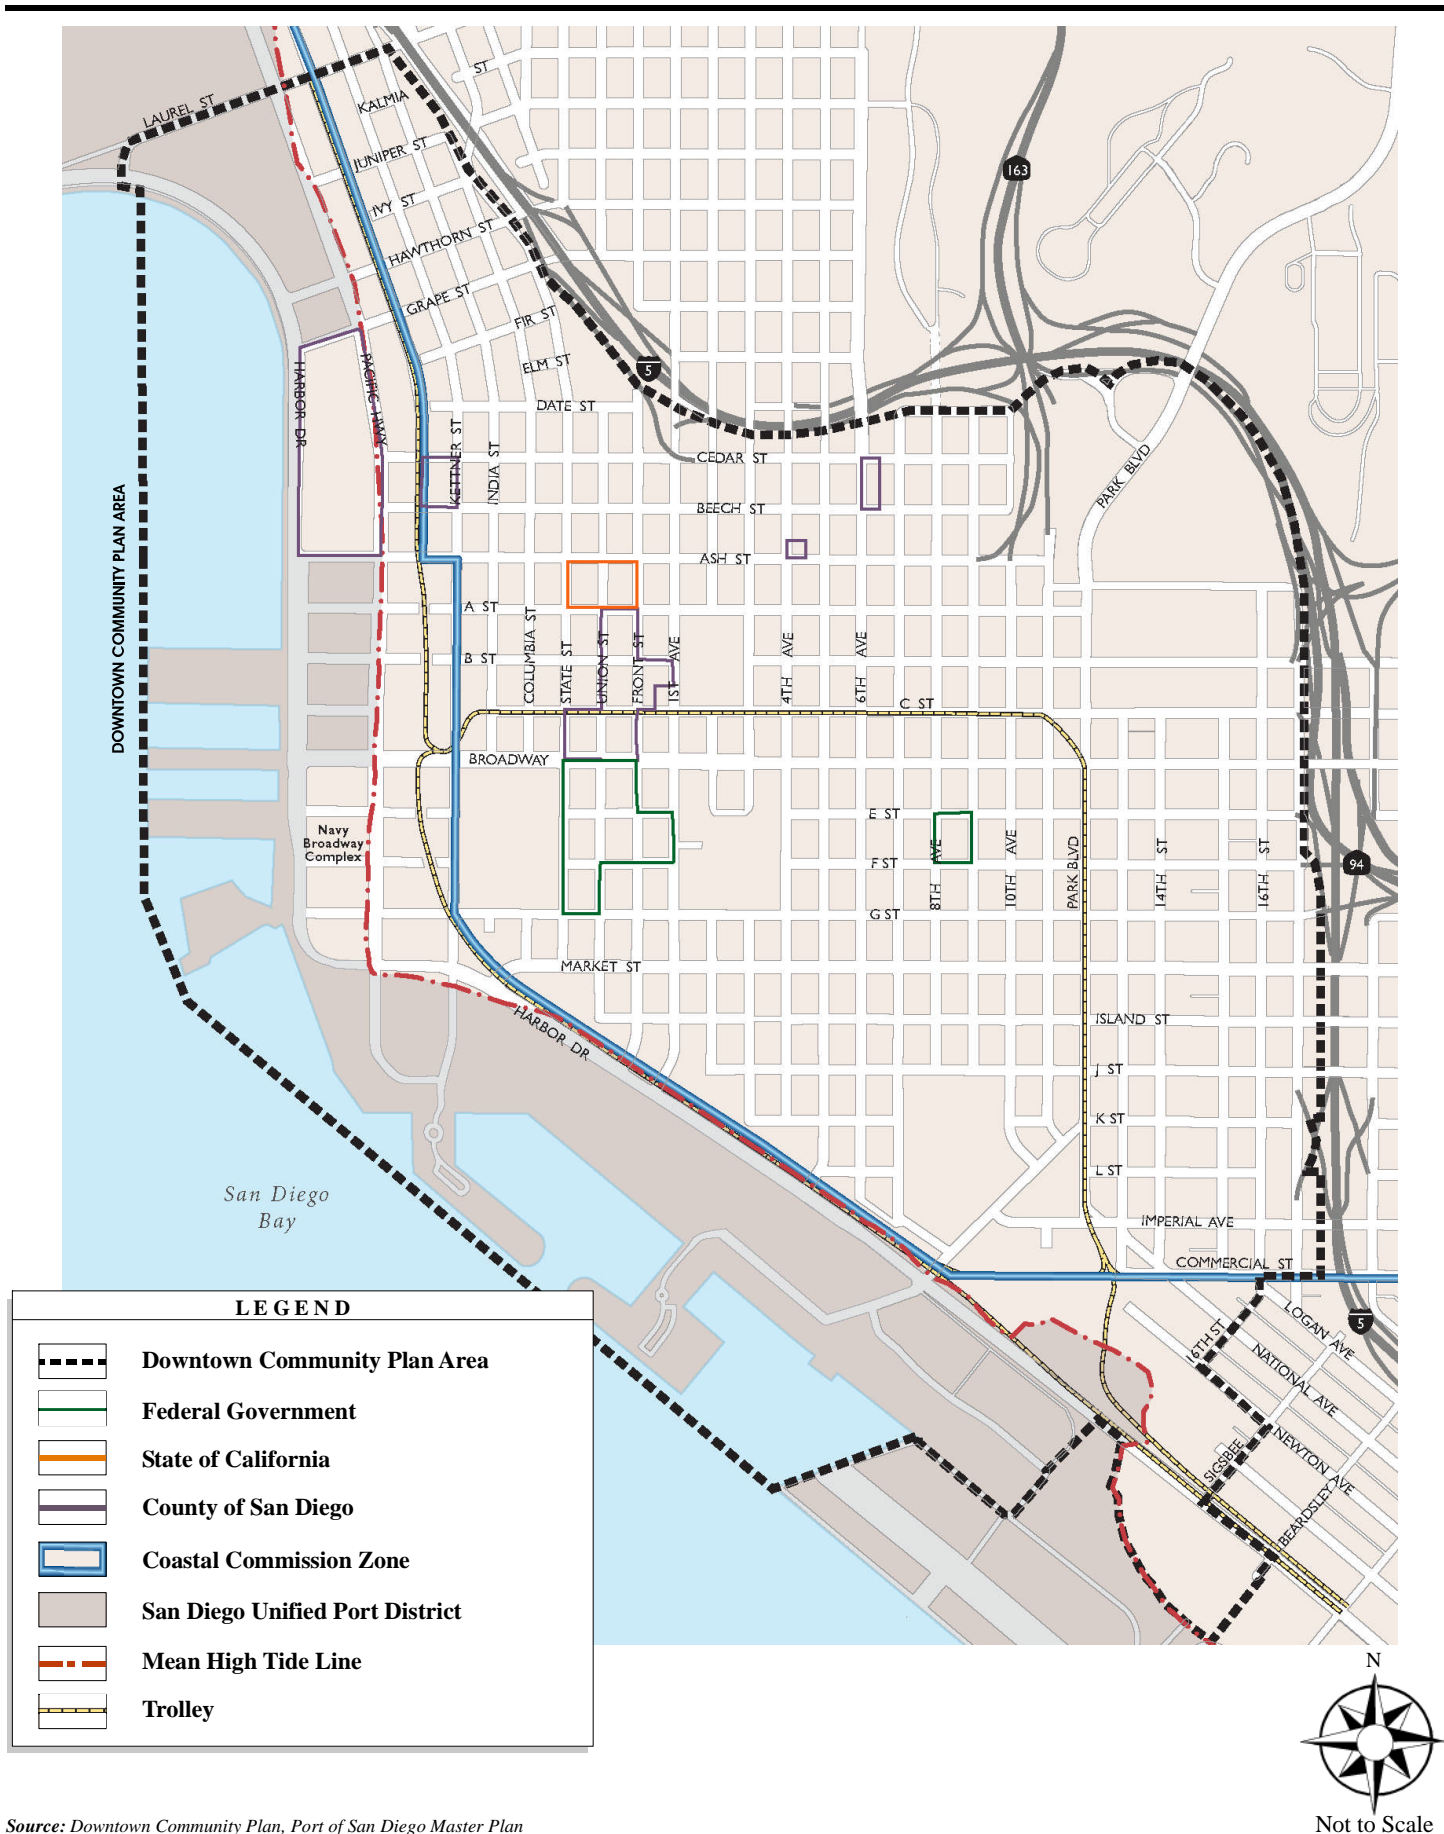 ST
KALMIA
LAUREL ST
JUNIPER ST
163
IVY ST
HAWTHORN ST
GRAPE ST
FIR ST
ELM ST
5
HARBOR DR
PACIFIC HWY
DATE ST
KETTNER ST
INDIA ST
CEDAR ST
PARK BLVD
BEECH ST
ASH ST
DOWNTOWN COMMUNITY PLAN AREA
A ST
COLUMBIA ST
STATE ST
UNION ST
FRONT ST
1ST AVE
4TH AVE
6TH AVE
B ST
C ST
BROADWAY
E ST
Navy
Broadway
Complex
F ST
8TH AVE
10TH AVE
PARK BLVD
14TH ST
16TH ST
94
G ST
MARKET ST
HARBOR DR
ISLAND ST
J ST
K ST
L ST
San Diego
Bay
IMPERIAL AVE
COMMERCIAL ST
LOGAN AVE
5
16TH ST
NATIONAL AVE
NEWTON AVE
SIGSBEE
BEARDSLEY
LEGEND
Downtown Community Plan Area
Federal Government
State of California
County of San Diego
Coastal Commission Zone
San Diego Unified Port District
Mean High Tide Line
Trolley
N
Not to Scale
Source: Downtown Community Plan, Port of San Diego Master Plan